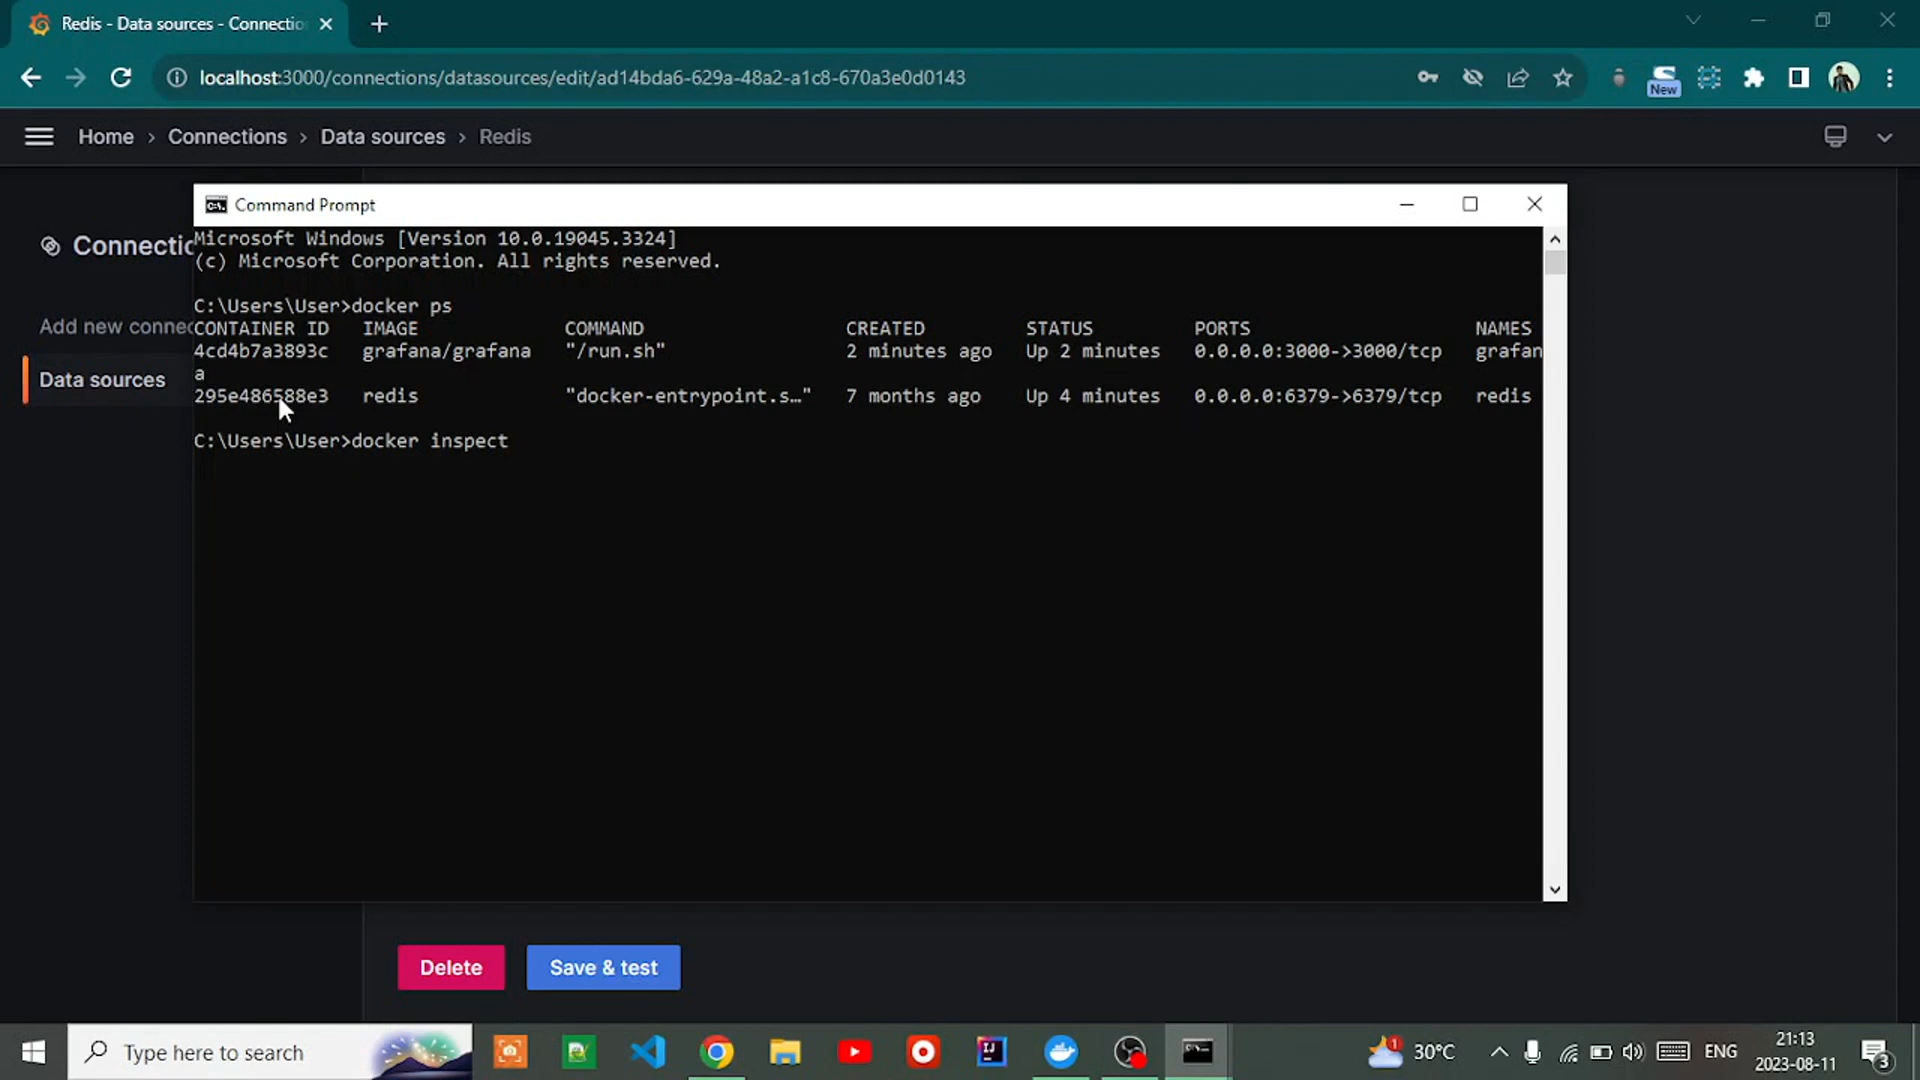 Redis - Data sources - Connectio
localhost:3000/connections/datasources/edit/ad14bda6-629a-48a2-a1c8-670a3e0d0143
New
Home › Connections › Data sources › Redis
Command Prompt
Connectio
Add new connec
Data sources
Microsoft Windows [Version 10.0.19045.3324]
(c) Microsoft Corporation. All rights reserved.
C:\Users\User>docker ps
CONTAINER ID IMAGE COMMAND CREATED STATUS PORTS NAMES
4cd4b7a3893c grafana/grafana "/run.sh" 2 minutes ago Up 2 minutes 0.0.0.0:3000->3000/tcp grafan
a
295e486588e3 redis "docker-entrypoint.s…" 7 months ago Up 4 minutes 0.0.0.0:6379->6379/tcp redis
C:\Users\User>docker inspect
Delete
Save & test
Type here to search
1
30°C
ENG
21:13
2023-08-11
3